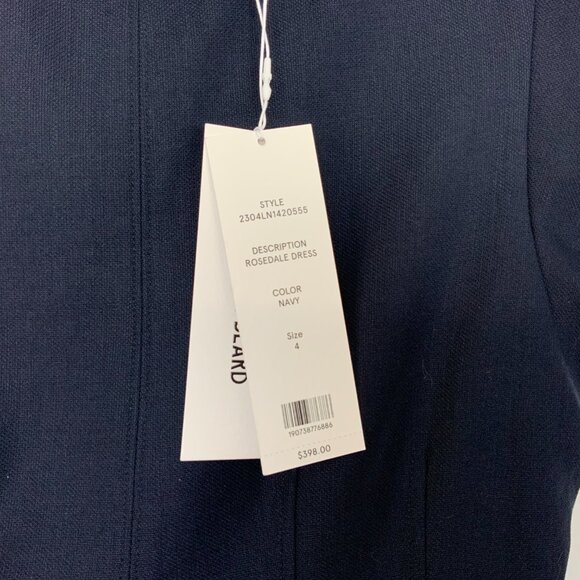 STYLE
2304LN1420555
DESCRIPTION
ROSEDALE DRESS
COLOR
NAVY
Size
4
190738776886
$398.00